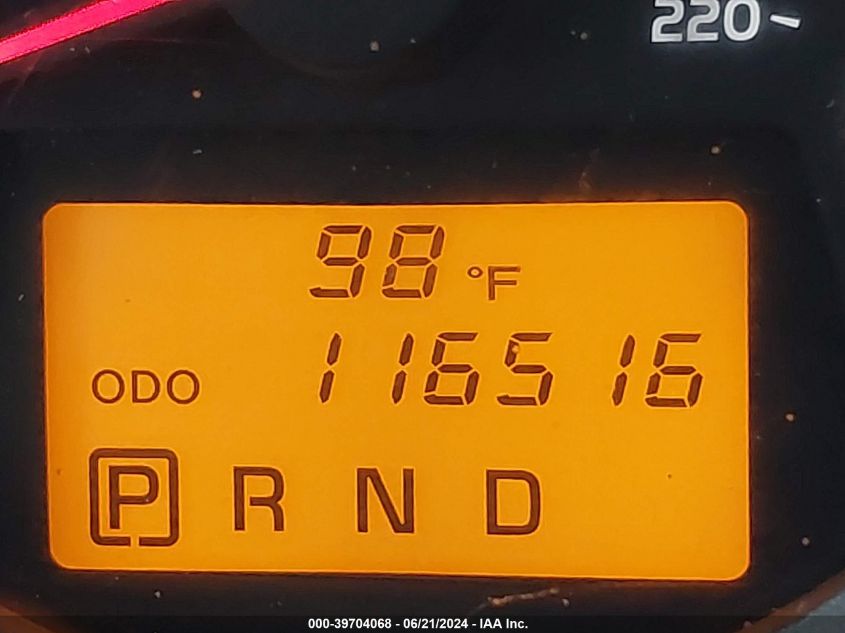 220
98 °F
ODO 116516
P R N D
000-39704068 - 06/21/2024 - IAA Inc.